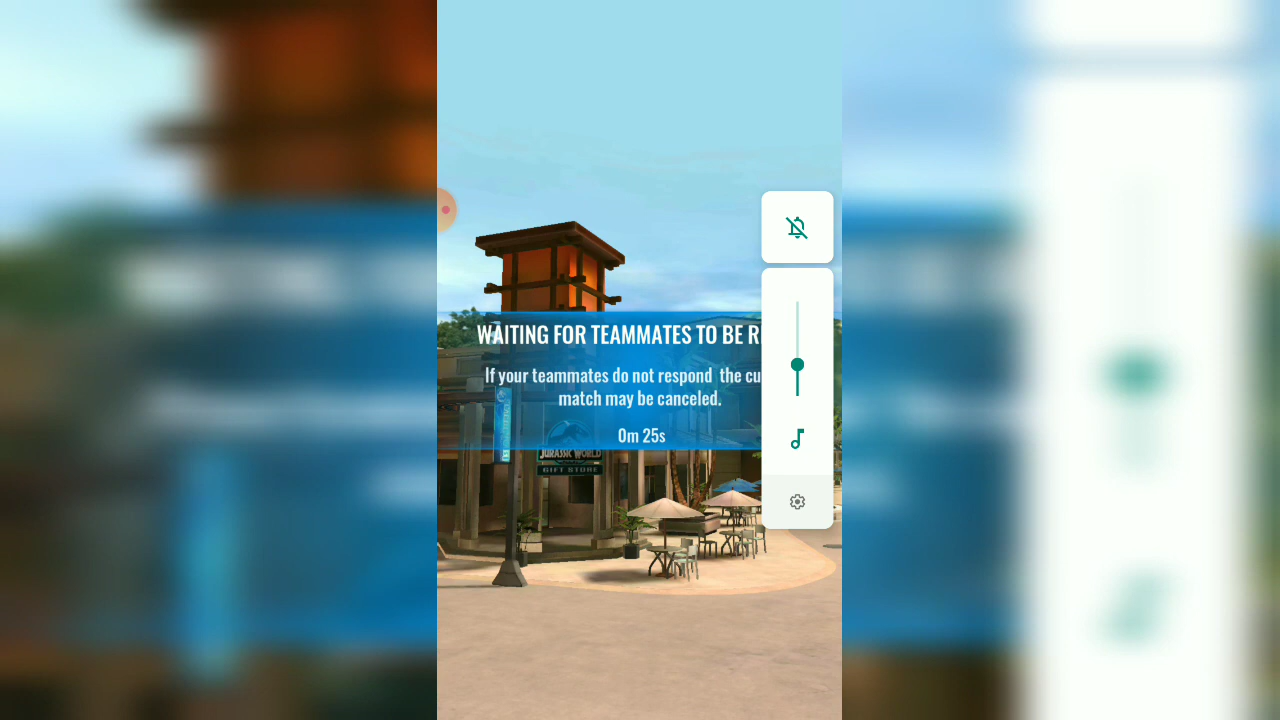 WAITING FOR TEAMMATES TO BE
If your teammates do not respond the cu
match may be canceled.
0m 25s
JURASSIC WORLD
GIFT STORE